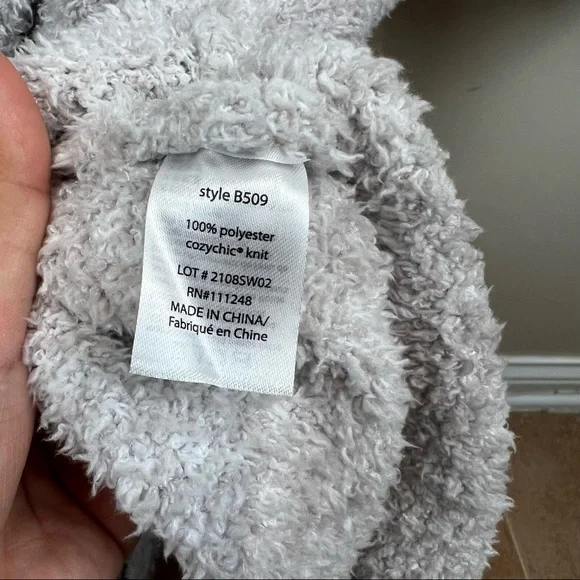 style B509
100% polyester
cozychic® knit
LOT # 2108SW02
RN#111248
MADE IN CHINA/
Fabriqué en Chine